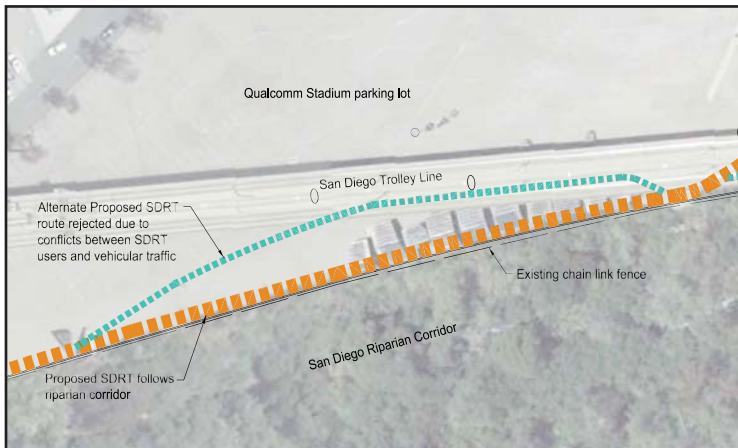 Qualcomm Stadium parking lot
San Diego Trolley Line
Alternate Proposed SDRT
route rejected due to
conflicts between SDRT
users and vehicular traffic
Existing chain link fence
San Diego Riparian Corridor
Proposed SDRT follows
riparian corridor